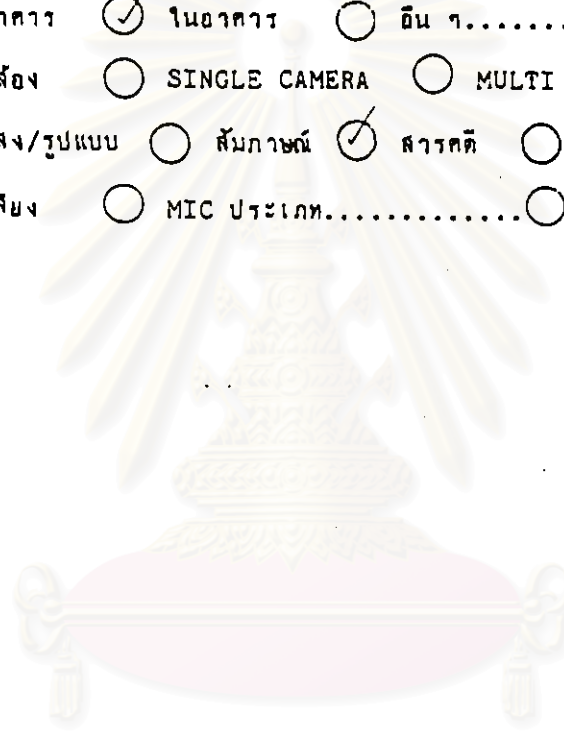 าคาร ในอาคาร อื่น ๆ.......
ล้อง SINGLE CAMERA MULTI
สง/รูปแบบ สัมภาษณ์ สารคดี
สียง MIC ประเภท.............